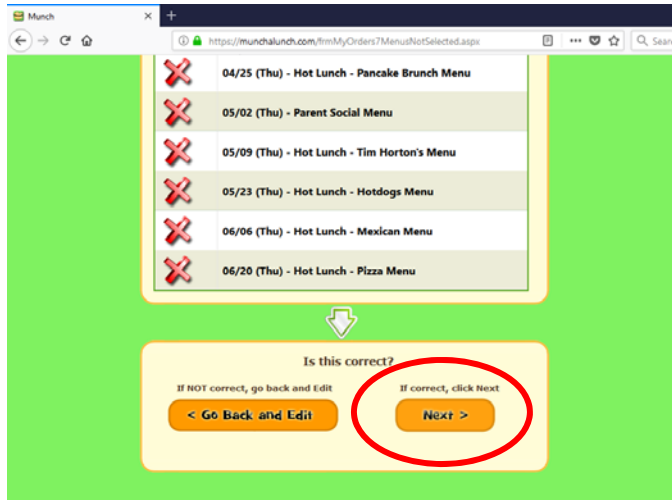 Munch
https://munchalunch.com/frmMyOrders7MenusNotSelected.aspx
Sear
04/25 (Thu) - Hot Lunch - Pancake Brunch Menu
05/02 (Thu) - Parent Social Menu
05/09 (Thu) - Hot Lunch - Tim Horton's Menu
05/23 (Thu) - Hot Lunch - Hotdogs Menu
06/06 (Thu) - Hot Lunch - Mexican Menu
06/20 (Thu) - Hot Lunch - Pizza Menu
Is this correct?
If NOT correct, go back and Edit
If correct, click Next
< Go Back and Edit
Next >